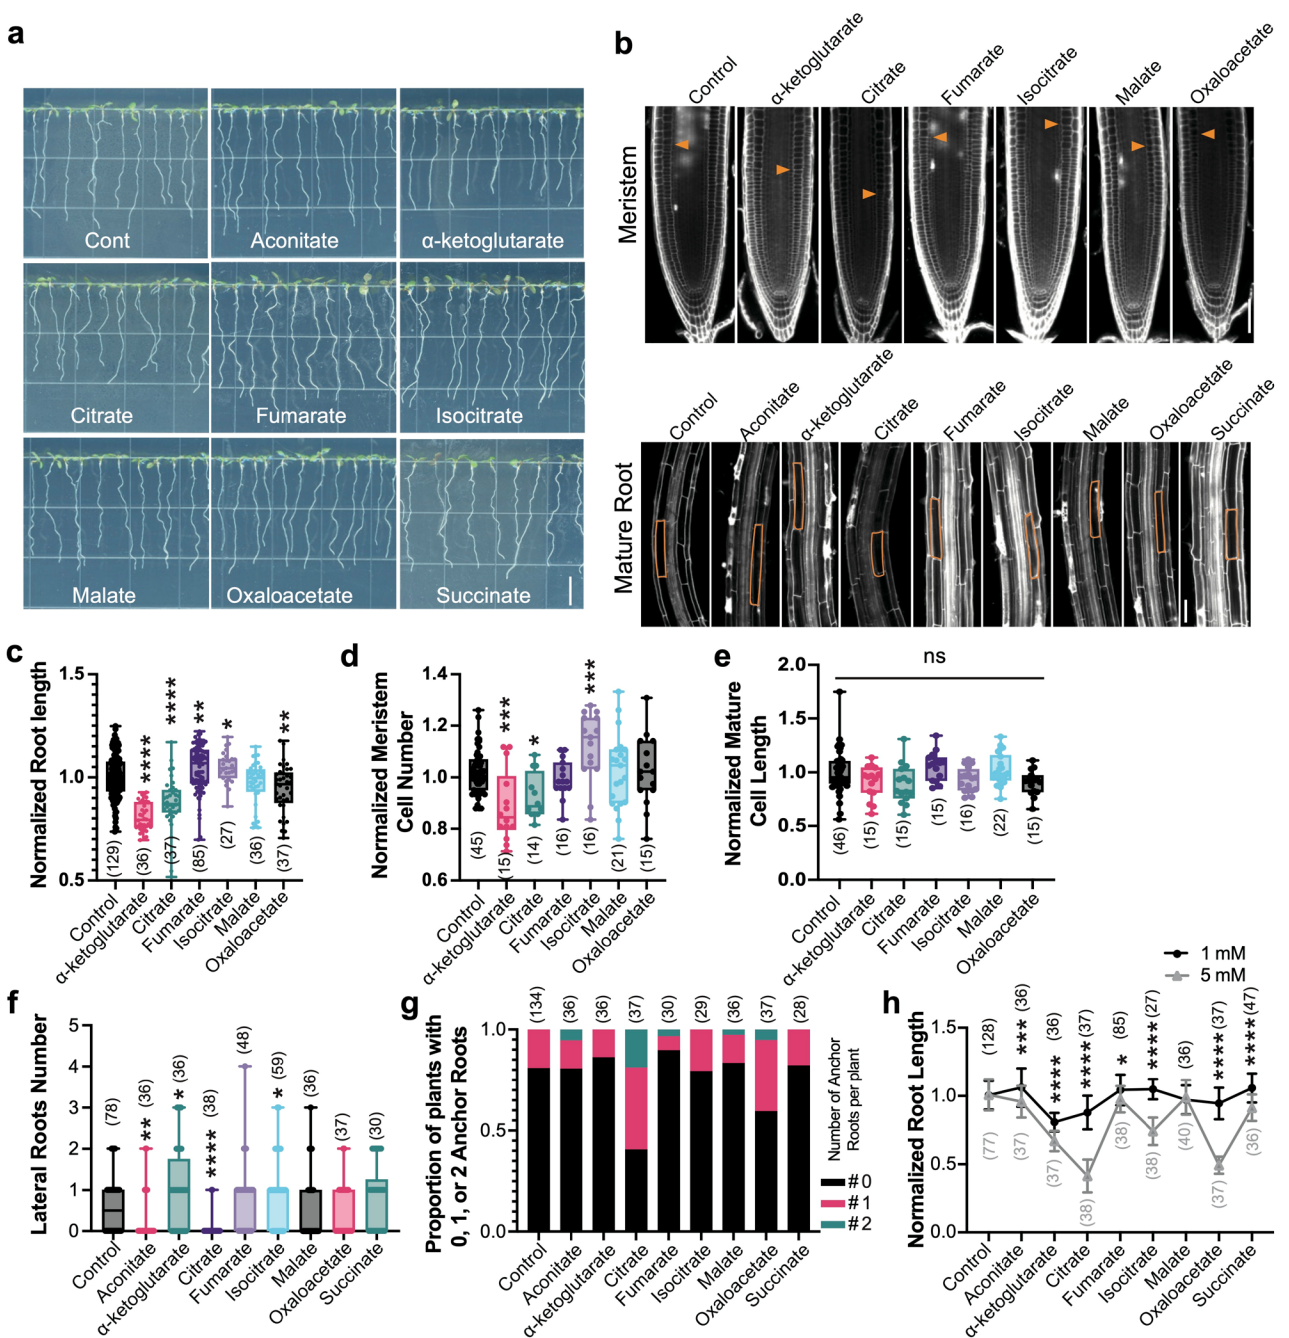 a
Cont
Aconitate
α-ketoglutarate
Citrate
Fumarate
Isocitrate
Malate
Oxaloacetate
Succinate
b
Control
α-ketoglutarate
Citrate
Fumarate
Isocitrate
Malate
Oxaloacetate
Meristem
Control
Aconitate
α-ketoglutarate
Citrate
Fumarate
Isocitrate
Malate
Oxaloacetate
Succinate
Mature Root
c
Normalized Root length
1.5
1.0
0.5
****
****
**
*
**
(129)
(36)
(37)
(85)
(27)
(36)
(37)
Control
α-ketoglutarate
Citrate
Fumarate
Isocitrate
Malate
Oxaloacetate
d
Normalized Meristem
Cell Number
1.4
1.2
1.0
0.8
0.6
***
*
***
(45)
(15)
(14)
(16)
(16)
(21)
(15)
Control
α-ketoglutarate
Citrate
Fumarate
Isocitrate
Malate
Oxaloacetate
e
Normalized Mature
Cell Length
2.0
1.5
1.0
0.5
0.0
ns
(46)
(15)
(15)
(15)
(16)
(22)
(15)
Control
α-ketoglutarate
Citrate
Fumarate
Isocitrate
Malate
Oxaloacetate
f
Lateral Roots Number
5
4
3
2
1
0
(78)
** (36)
* (36)
**** (38)
(48)
* (59)
(36)
(37)
(30)
Control
Aconitate
α-ketoglutarate
Citrate
Fumarate
Isocitrate
Malate
Oxaloacetate
Succinate
g
Proportion of plants with
0, 1, or 2 Anchor Roots
1.0
0.5
0.0
(134)
(36)
(36)
(37)
(30)
(29)
(36)
(37)
(28)
Control
Aconitate
α-ketoglutarate
Citrate
Fumarate
Isocitrate
Malate
Oxaloacetate
Succinate
Number of Anchor
Roots per plant
#0
#1
#2
h
1 mM
5 mM
Normalized Root Length
1.5
1.0
0.5
0.0
(128)
*** (36)
**** (36)
**** (37)
* (85)
**** (27)
(36)
**** (37)
**** (47)
(77)
(37)
(37)
(38)
(38)
(38)
(40)
(37)
(36)
Control
Aconitate
α-ketoglutarate
Citrate
Fumarate
Isocitrate
Malate
Oxaloacetate
Succinate